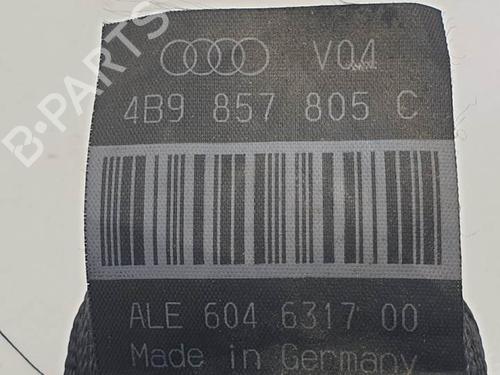 V04
4B9 857 805 C
ALE 604 6317 00
Made in Germany
B-PARTS